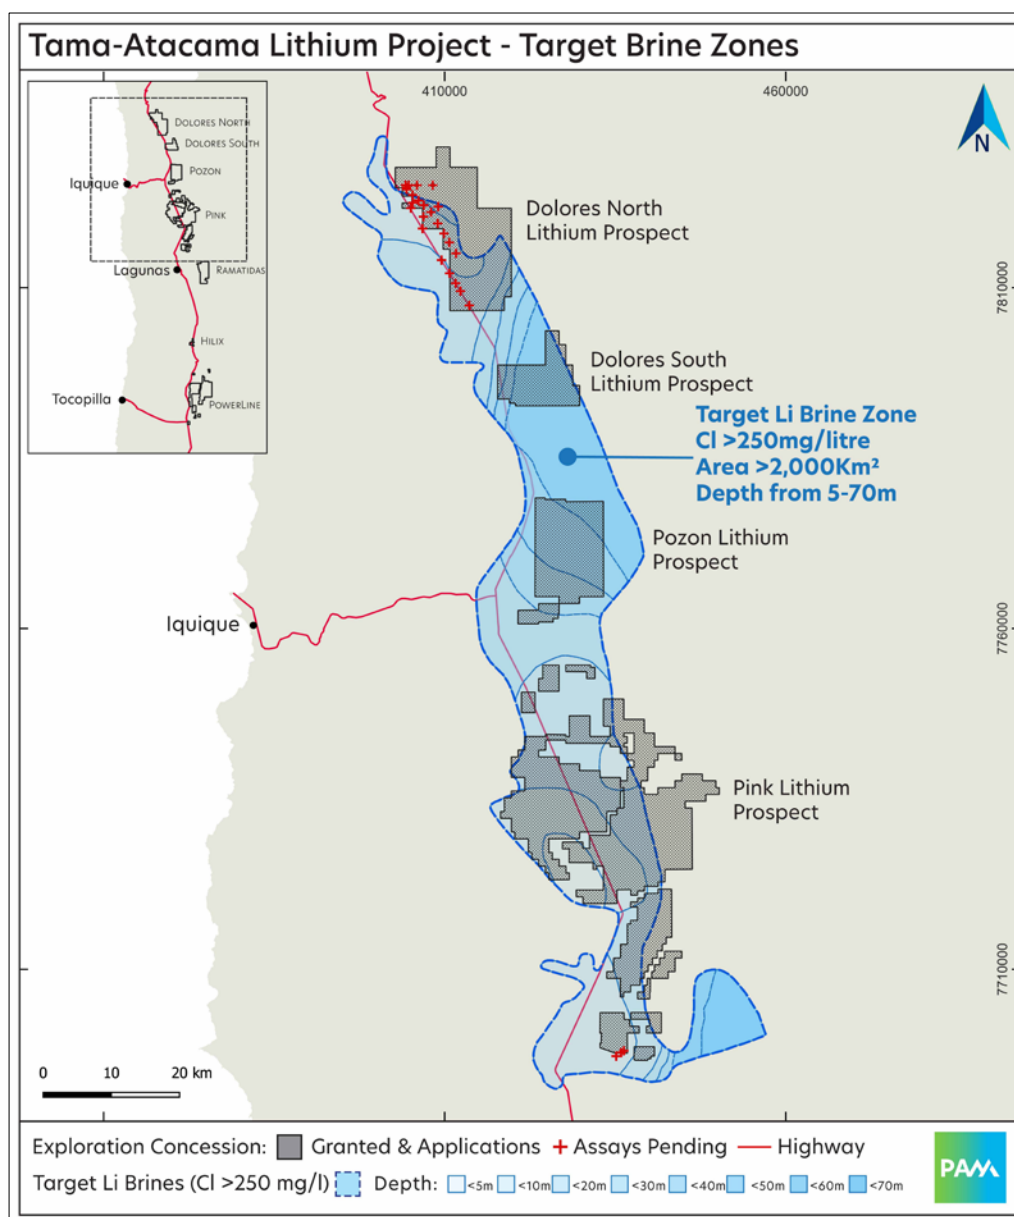 Tama-Atacama Lithium Project - Target Brine Zones
410000
460000
DOLORES NORTH
DOLORES SOUTH
POZON
Iquique
PINK
Lagunas
RAMATIDAS
HILIX
Tocopilla
POWERLINE
N
Dolores North
Lithium Prospect
7810000
Dolores South
Lithium Prospect
Target Li Brine Zone
Cl >250mg/litre
Area >2,000Km²
Depth from 5-70m
Pozon Lithium
Prospect
Iquique
7760000
Pink Lithium
Prospect
7710000
0 10 20 km
Exploration Concession: Granted & Applications Assays Pending Highway
Target Li Brines (Cl >250 mg/l) Depth: <5m <10m <20m <30m <40m <50m <60m <70m
PAM